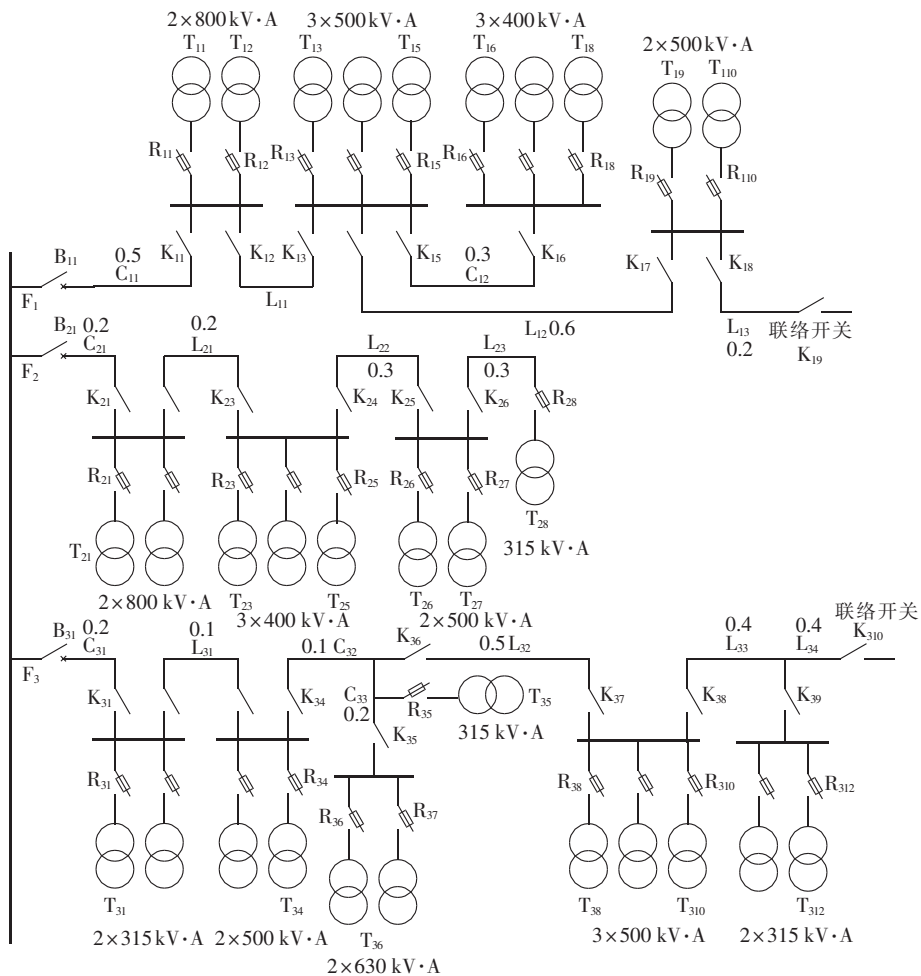 2×800 kV·A 3×500 kV·A 3×400 kV·A
2×500 kV·A
T₁₁ T₁₂ T₁₃ T₁₅ T₁₆ T₁₈
T₁₉ T₁₁₀
R₁₁ R₁₂ R₁₃ R₁₅ R₁₆ R₁₈
R₁₉ R₁₁₀
B₁₁ 0.5 K₁₁ K₁₂ K₁₃ K₁₅ 0.3 K₁₆ K₁₇ K₁₈
C₁₁ C₁₂
F₁ L₁₁
B₂₁ 0.2 0.2 L₁₂ 0.6 L₁₃ 联络开关
C₂₁ L₂₁ L₂₂ L₂₃ 0.2 K₁₉
F₂ 0.3 0.3
K₂₁ K₂₃ K₂₄ K₂₅ K₂₆ R₂₈
R₂₁ R₂₃ R₂₅ R₂₆ R₂₇
T₂₈
T₂₁ 315 kV·A
2×800 kV·A T₂₃ T₂₅ T₂₆ T₂₇
3×400 kV·A 2×500 kV·A
联络开关
B₃₁ 0.2 0.1 0.1 C₃₂ K₃₆ 0.5 L₃₂ 0.4 0.4 K₃₁₀
C₃₁ L₃₁ L₃₃ L₃₄
F₃
K₃₁ K₃₄ C₃₃ R₃₅ T₃₅ K₃₇ K₃₈ K₃₉
0.2 315 kV·A
K₃₅
R₃₁ R₃₄ R₃₈ R₃₁₀ R₃₁₂
R₃₆ R₃₇
T₃₁ T₃₄ T₃₈ T₃₁₀ T₃₁₂
2×315 kV·A 2×500 kV·A T₃₆ 3×500 kV·A 2×315 kV·A
2×630 kV·A